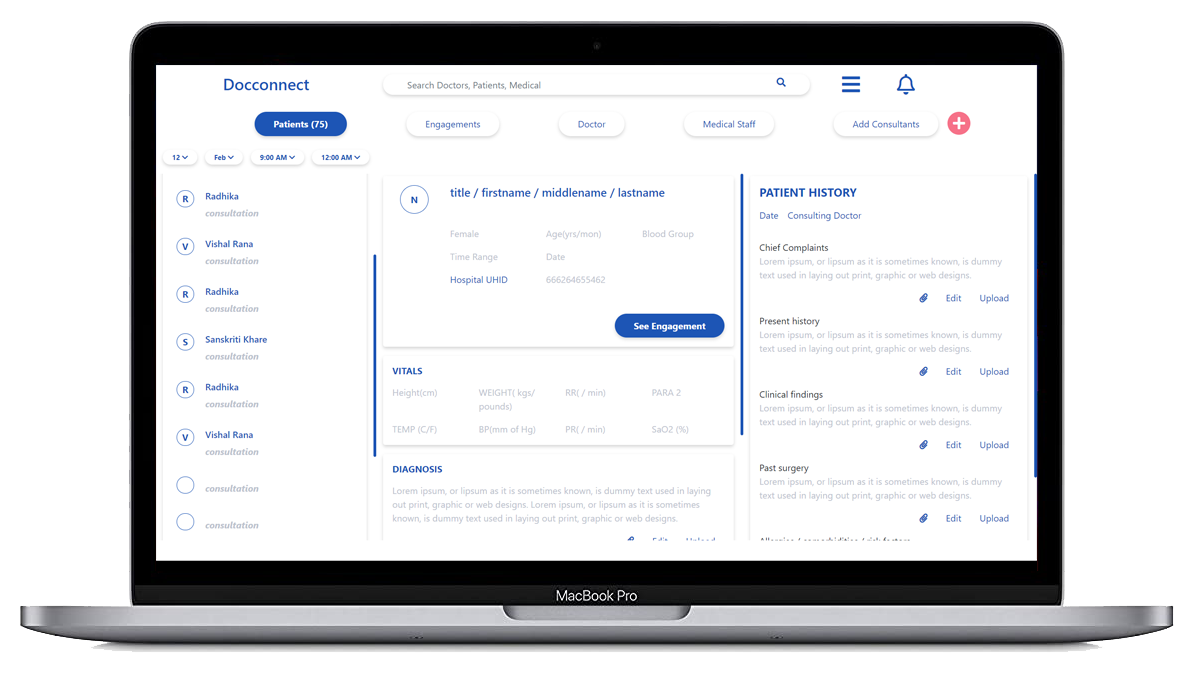 Docconnect
Search Doctors, Patients, Medical
Patients (75)
Engagements
Doctor
Medical Staff
Add Consultants
12
Feb
9:00 AM
12:00 AM
R
Radhika
consultation
V
Vishal Rana
consultation
R
Radhika
consultation
S
Sanskriti Khare
consultation
R
Radhika
consultation
V
Vishal Rana
consultation
consultation
consultation
N
title / firstname / middlename / lastname
Female Age(yrs/mon) Blood Group
Time Range Date
Hospital UHID 666264655462
See Engagement
VITALS
Height(cm) WEIGHT( kgs/ RR( / min) PARA 2
pounds)
TEMP (C/F) BP(mm of Hg) PR( / min) SaO2 (%)
DIAGNOSIS
Lorem ipsum, or lipsum as it is sometimes known, is dummy text used in laying
out print, graphic or web designs. Lorem ipsum, or lipsum as it is sometimes
known, is dummy text used in laying out print, graphic or web designs.
Edit Upload
PATIENT HISTORY
Date Consulting Doctor
Chief Complaints
Lorem ipsum, or lipsum as it is sometimes known, is dummy
text used in laying out print, graphic or web designs.
Edit Upload
Present history
Lorem ipsum, or lipsum as it is sometimes known, is dummy
text used in laying out print, graphic or web designs.
Edit Upload
Clinical findings
Lorem ipsum, or lipsum as it is sometimes known, is dummy
text used in laying out print, graphic or web designs.
Edit Upload
Past surgery
Lorem ipsum, or lipsum as it is sometimes known, is dummy
text used in laying out print, graphic or web designs.
Edit Upload
Allergies / comorbidities / risk factors
MacBook Pro